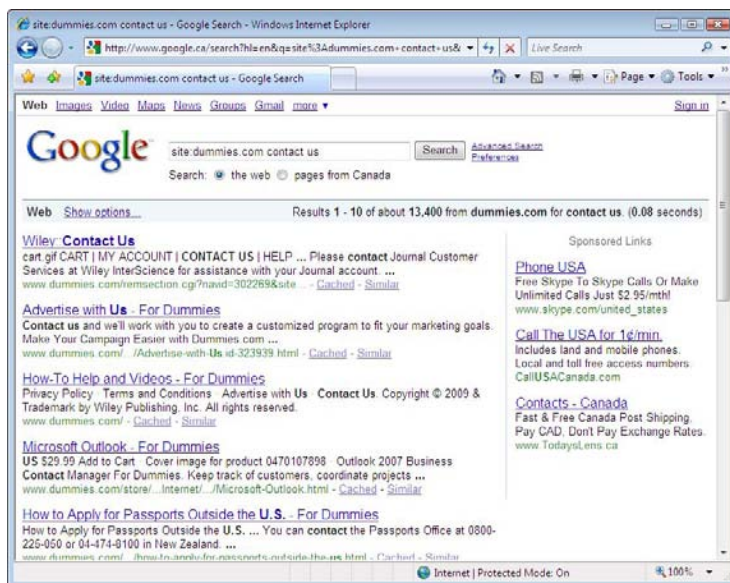 site:dummies.com contact us - Google Search - Windows Internet Explorer
http://www.google.ca/search?hl=en&q=site%3Adummies.com+contact+us&
Live Search
site:dummies.com contact us - Google Search
Page
Tools
Web Images Video Maps News Groups Gmail more ▼
Sign in
Google
site:dummies.com contact us
Search
Advanced Search
Preferences
Search: the web pages from Canada
Web Show options...
Results 1 - 10 of about 13,400 from dummies.com for contact us. (0.08 seconds)
Wiley::Contact Us
cart.gif CART | MY ACCOUNT | CONTACT US | HELP ... Please contact Journal Customer
Services at Wiley InterScience for assistance with your Journal account. ...
www.dummies.com/remsection.cgi?navid=302269&site... - Cached - Similar
Advertise with Us - For Dummies
Contact us and we'll work with you to create a customized program to fit your marketing goals.
Make Your Campaign Easier with Dummies.com ...
www.dummies.com/.../Advertise-with-Us.id-323939.html - Cached - Similar
How-To Help and Videos - For Dummies
Privacy Policy · Terms and Conditions · Advertise with Us · Contact Us. Copyright © 2009 &
Trademark by Wiley Publishing, Inc. All rights reserved.
www.dummies.com/ - Cached - Similar
Microsoft Outlook - For Dummies
US $29.99 Add to Cart · Cover image for product 0470107898 · Outlook 2007 Business
Contact Manager For Dummies. Keep track of customers, coordinate projects ...
www.dummies.com/store/...Internet/.../Microsoft-Outlook.html - Cached - Similar
How to Apply for Passports Outside the U.S. - For Dummies
How to Apply for Passports Outside the U.S. ... You can contact the Passports Office at 0800-
225-050 or 04-474-8100 in New Zealand. ...
www.dummies.com/.../how-to-apply-for-passports-outside-the-us.html - Cached - Similar
Sponsored Links
Phone USA
Free Skype To Skype Calls Or Make
Unlimited Calls Just $2.95/mth!
www.skype.com/united_states
Call The USA for 1¢/min.
Includes land and mobile phones.
Local and toll free access numbers
CallUSACanada.com
Contacts - Canada
Fast & Free Canada Post Shipping.
Pay CAD, Don't Pay Exchange Rates.
www.TodaysLens.ca
Internet | Protected Mode: On
100%